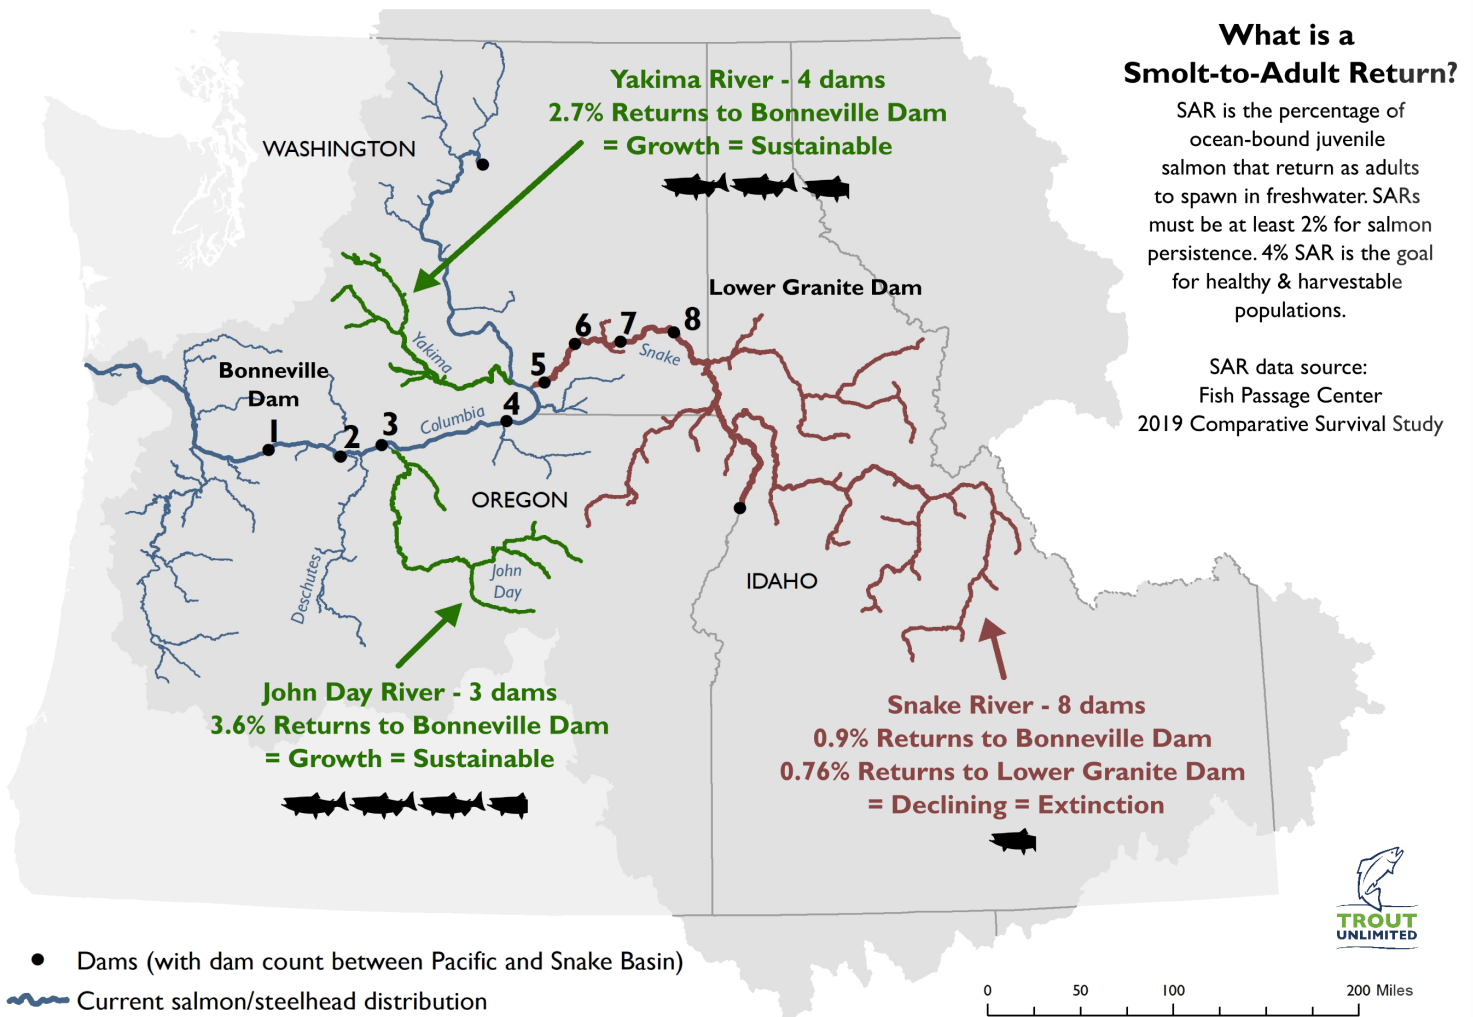 What is a
Smolt-to-Adult Return?
SAR is the percentage of
ocean-bound juvenile
salmon that return as adults
to spawn in freshwater. SARs
must be at least 2% for salmon
persistence. 4% SAR is the goal
for healthy & harvestable
populations.
SAR data source:
Fish Passage Center
2019 Comparative Survival Study
Yakima River - 4 dams
2.7% Returns to Bonneville Dam
= Growth = Sustainable
WASHINGTON
Lower Granite Dam
6
7
8
Yakima
Snake
5
Bonneville
Dam
4
Columbia
3
1
2
OREGON
John
Day
Deschutes
IDAHO
John Day River - 3 dams
3.6% Returns to Bonneville Dam
= Growth = Sustainable
Snake River - 8 dams
0.9% Returns to Bonneville Dam
0.76% Returns to Lower Granite Dam
= Declining = Extinction
TROUT
UNLIMITED
Dams (with dam count between Pacific and Snake Basin)
Current salmon/steelhead distribution
0 50 100 200 Miles